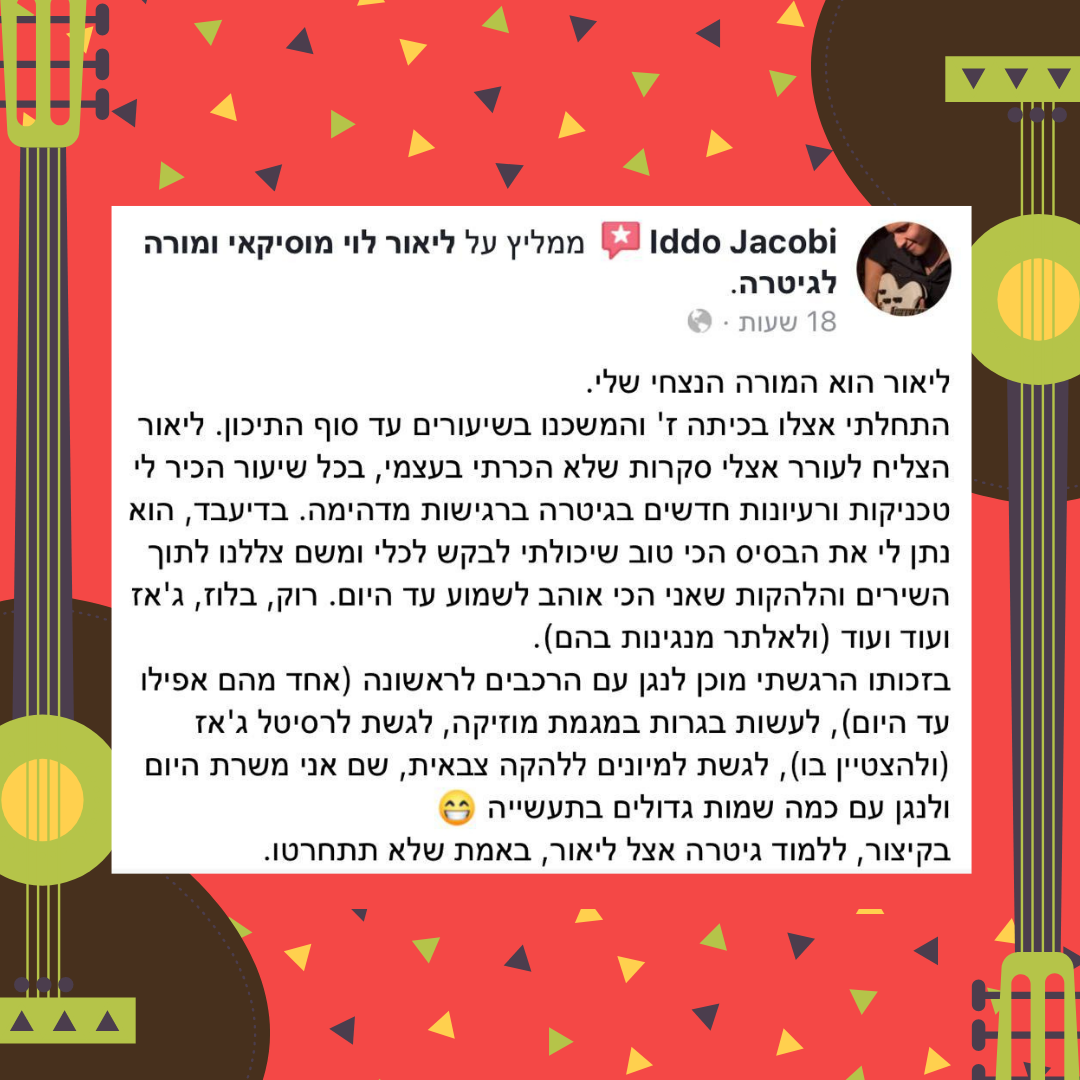 Iddo Jacobi ממליץ על ליאור לוי מוסיקאי ומורה
לגיטרה.
18 שעות ·
ליאור הוא המורה הנצחי שלי.
התחלתי אצלו בכיתה ז' והמשכנו בשיעורים עד סוף התיכון. ליאור
הצליח לעורר אצלי סקרות שלא הכרתי בעצמי, בכל שיעור הכיר לי
טכניקות ורעיונות חדשים בגיטרה ברגישות מדהימה. בדיעבד, הוא
נתן לי את הבסיס הכי טוב שיכולתי לבקש לכלי ומשם צללנו לתוך
השירים והלהקות שאני הכי אוהב לשמוע עד היום. רוק, בלוז, ג'אז
ועוד ועוד (ולאלתר מנגינות בהם).
בזכותו הרגשתי מוכן לנגן עם הרכבים לראשונה (אחד מהם אפילו
עד היום), לעשות בגרות במגמת מוזיקה, לגשת לרסיטל ג'אז
(ולהצטיין בו), לגשת למיונים ללהקה צבאית, שם אני משרת היום
ולנגן עם כמה שמות גדולים בתעשייה 😁
בקיצור, ללמוד גיטרה אצל ליאור, באמת שלא תתחרטו.